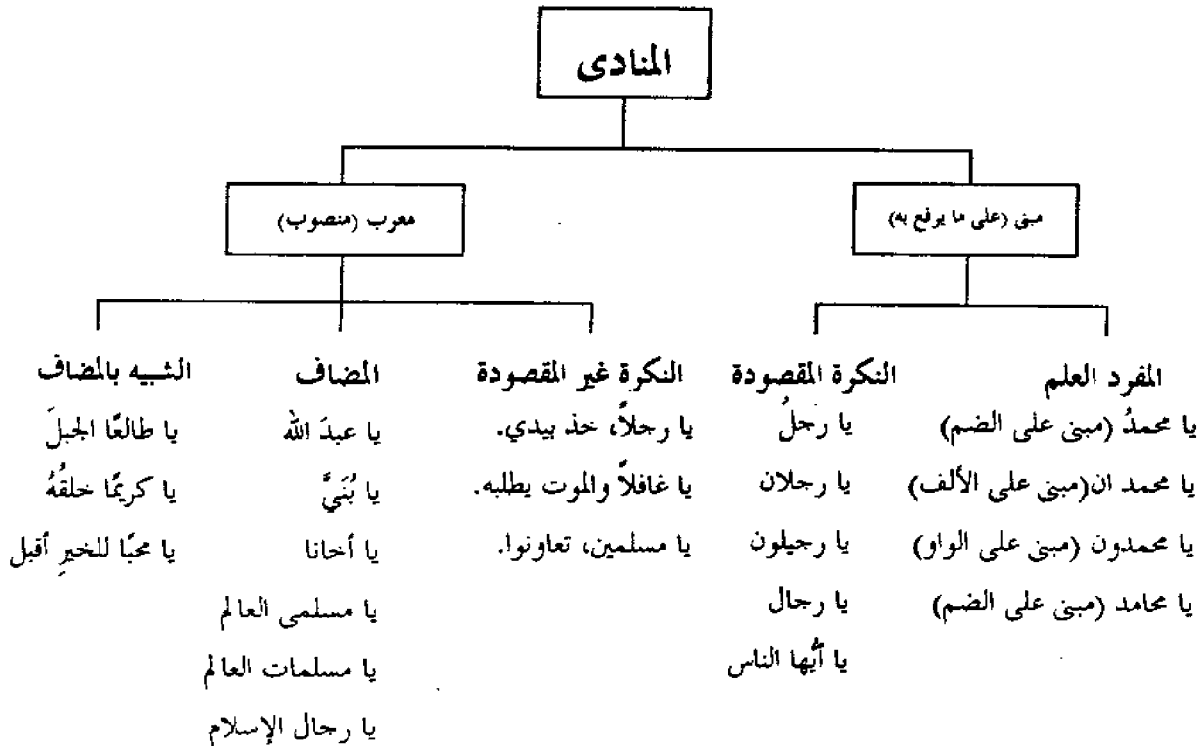 المنادى
مبنى (على ما يرفع به)
معرب (منصوب)
المفرد العلم
يا محمدُ (مبنى على الضم)
يا محمد ان(مبنى على الألف)
يا محمدون (مبنى على الواو)
يا محامد (مبنى على الضم)
النكرة المقصودة
يا رجلُ
يا رجلان
يا رجيلون
يا رجال
يا أيُّها الناس
النكرة غير المقصودة
يا رجلاً، خذ بيدي.
يا غافلاً والموت يطلبه.
يا مسلمين، تعاونوا.
المضاف
يا عبدَ الله
يا بُنَيَّ
يا أخانا
يا مسلمى العالم
يا مسلمات العالم
يا رجال الإسلام
الشبيه بالمضاف
يا طالعًا الجبلَ
يا كريمًا خلقُهُ
يا محبًا للخيرِ أقبل